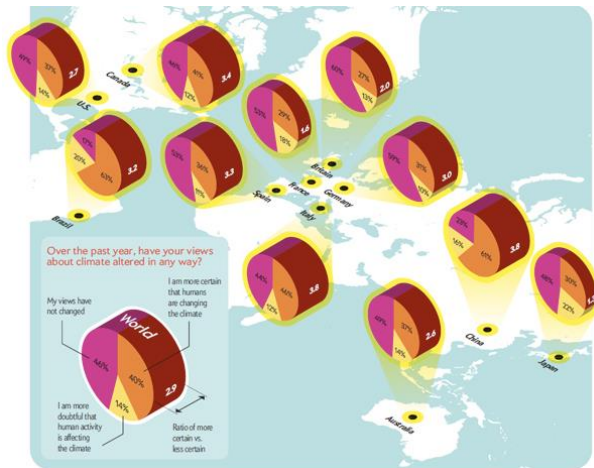 49%
37%
14%
2.7
U.S.
Canada
46%
41%
12%
3.4
53%
29%
18%
1.6
60%
27%
13%
2.0
Britain
17%
20%
63%
3.2
Brazil
53%
36%
11%
3.3
Spain
France
Germany
Italy
59%
31%
10%
3.0
44%
46%
12%
3.8
23%
16%
61%
3.8
China
48%
30%
22%
Japan
49%
37%
14%
2.6
Australia
Over the past year, have your views
about climate altered in any way?
My views have
not changed
I am more certain
that humans
are changing
the climate
World
46%
40%
14%
2.9
I am more
doubtful that
human activity
is affecting
the climate
Ratio of more
certain vs.
less certain